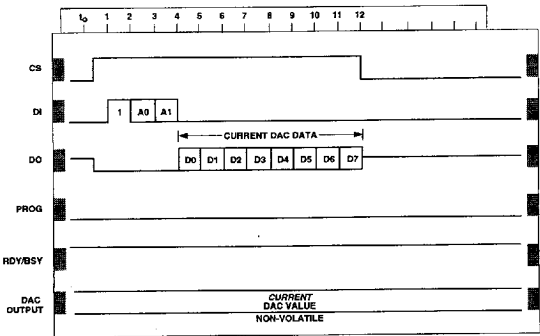 to 1 2 3 4 5 6 7 8 9 10 11 12
CS
DI 1 A0 A1
CURRENT DAC DATA
DO D0 D1 D2 D3 D4 D5 D6 D7
PROG
RDY/BSY
DAC OUTPUT
CURRENT
DAC VALUE
NON-VOLATILE